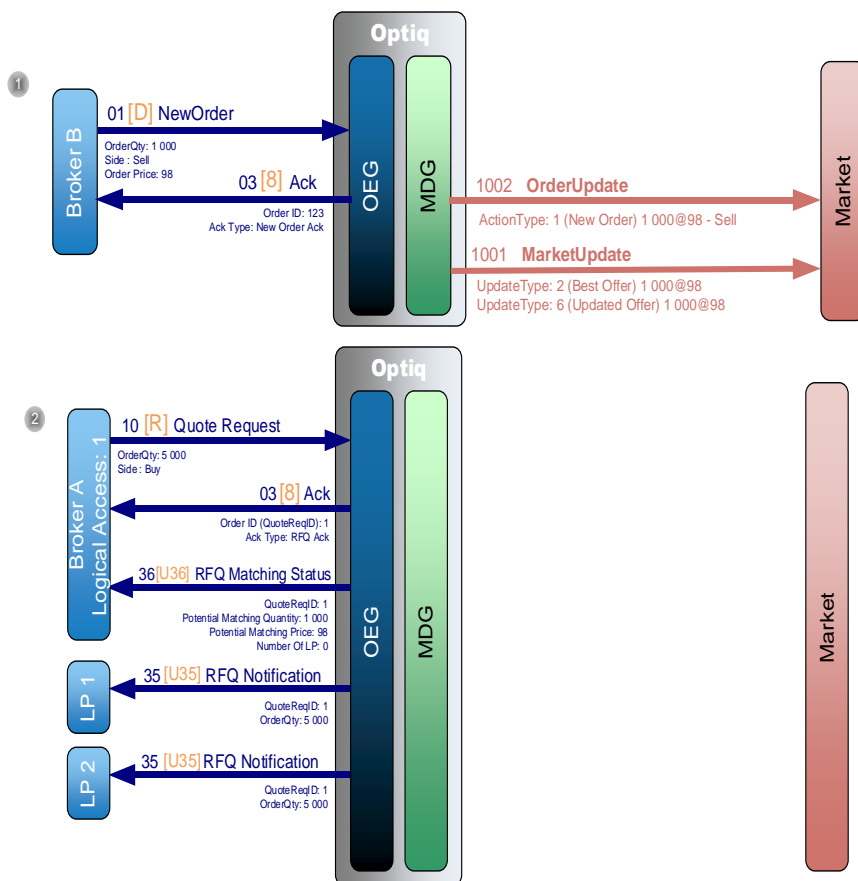 Optiq
1
Broker B
01 [D] NewOrder
OrderQty: 1 000
Side : Sell
Order Price: 98
03 [8] Ack
Order ID: 123
Ack Type: New Order Ack
OEG
MDG
1002 OrderUpdate
ActionType: 1 (New Order) 1 000@98 - Sell
1001 MarketUpdate
UpdateType: 2 (Best Offer) 1 000@98
UpdateType: 6 (Updated Offer) 1 000@98
Market
Optiq
2
Broker A
Logical Access: 1
10 [R] Quote Request
OrderQty: 5 000
Side : Buy
03 [8] Ack
Order ID (QuoteReqID): 1
Ack Type: RFQ Ack
36 [U36] RFQ Matching Status
QuoteReqID: 1
Potential Matching Quantity: 1 000
Potential Matching Price: 98
Number Of LP: 0
OEG
MDG
Market
LP 1
35 [U35] RFQ Notification
QuoteReqID: 1
OrderQty: 5 000
LP 2
35 [U35] RFQ Notification
QuoteReqID: 1
OrderQty: 5 000